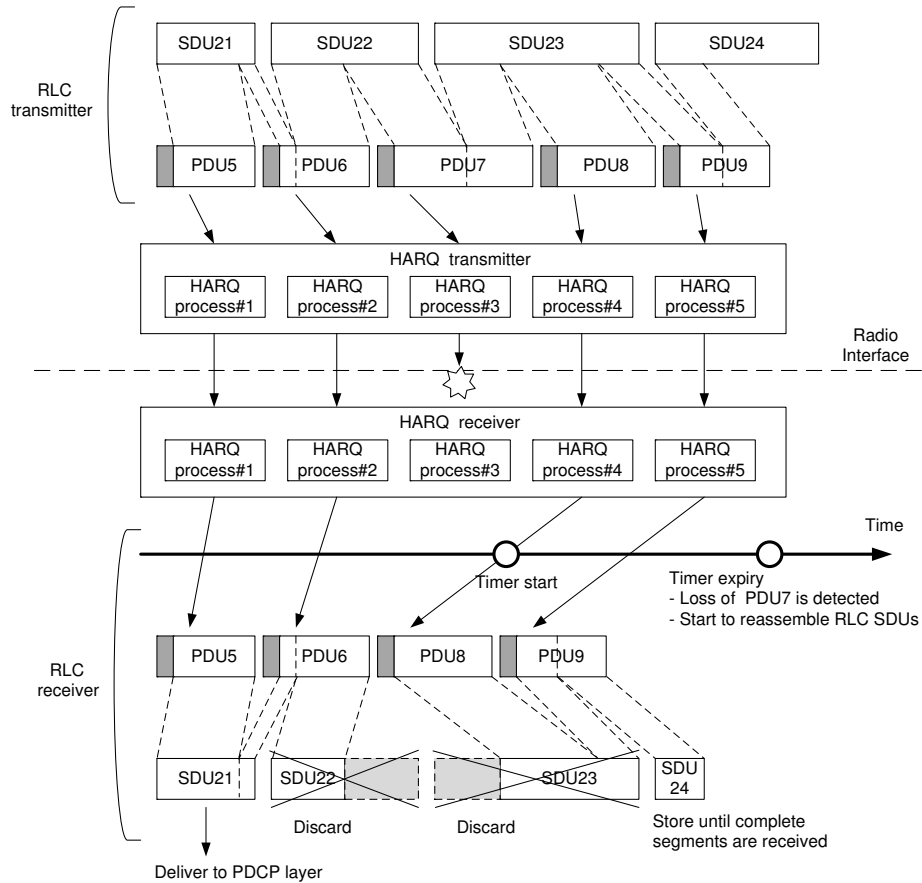 SDU21
SDU22
SDU23
SDU24
RLC
transmitter
PDU5
PDU6
PDU7
PDU8
PDU9
HARQ transmitter
HARQ
process#1
HARQ
process#2
HARQ
process#3
HARQ
process#4
HARQ
process#5
Radio
Interface
HARQ receiver
HARQ
process#1
HARQ
process#2
HARQ
process#3
HARQ
process#4
HARQ
process#5
Time
Timer start
Timer expiry
- Loss of PDU7 is detected
- Start to reassemble RLC SDUs
RLC
receiver
PDU5
PDU6
PDU8
PDU9
SDU21
SDU22
SDU23
SDU
24
Discard
Discard
Store until complete
segments are received
Deliver to PDCP layer